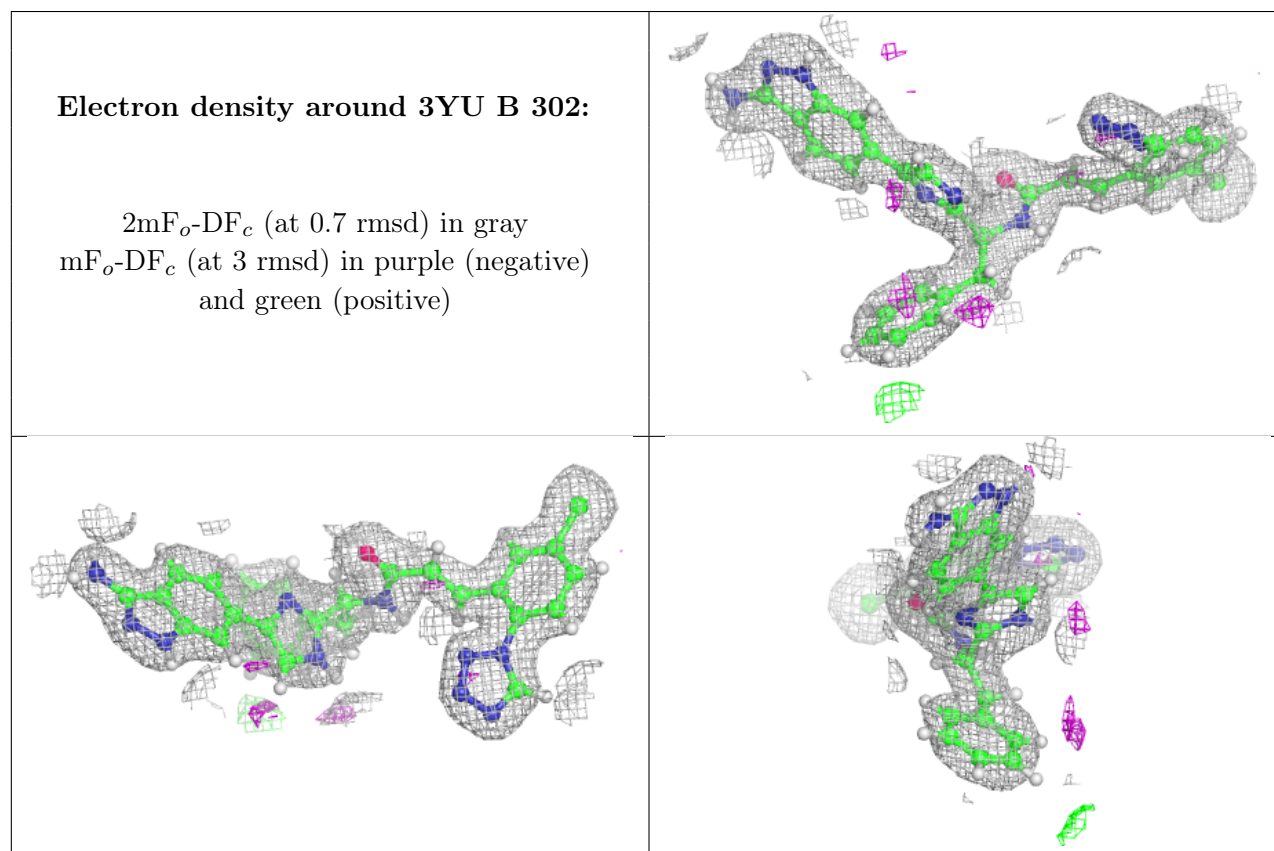 Electron density around 3YU B 302:
2mFo-DFc (at 0.7 rmsd) in gray
mFo-DFc (at 3 rmsd) in purple (negative)
and green (positive)